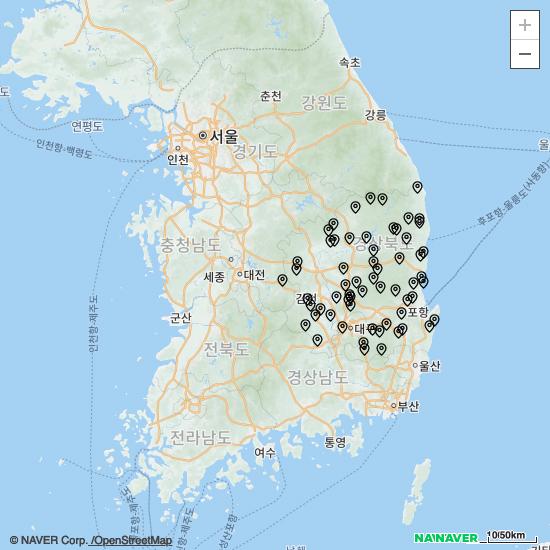 +
−
속초
춘천
강원도
강릉
도
연평도
서울
인천
경기도
울
인천항-백령도
후포항-울릉도(사동항)
경상북도
충청남도
세종
대전
인천항-제주도
군산
포항
전북도
대구
울산
경상남도
부산
전라남도
통영
여수
© NAVER Corp. /OpenStreetMap
NAVER
10/50km